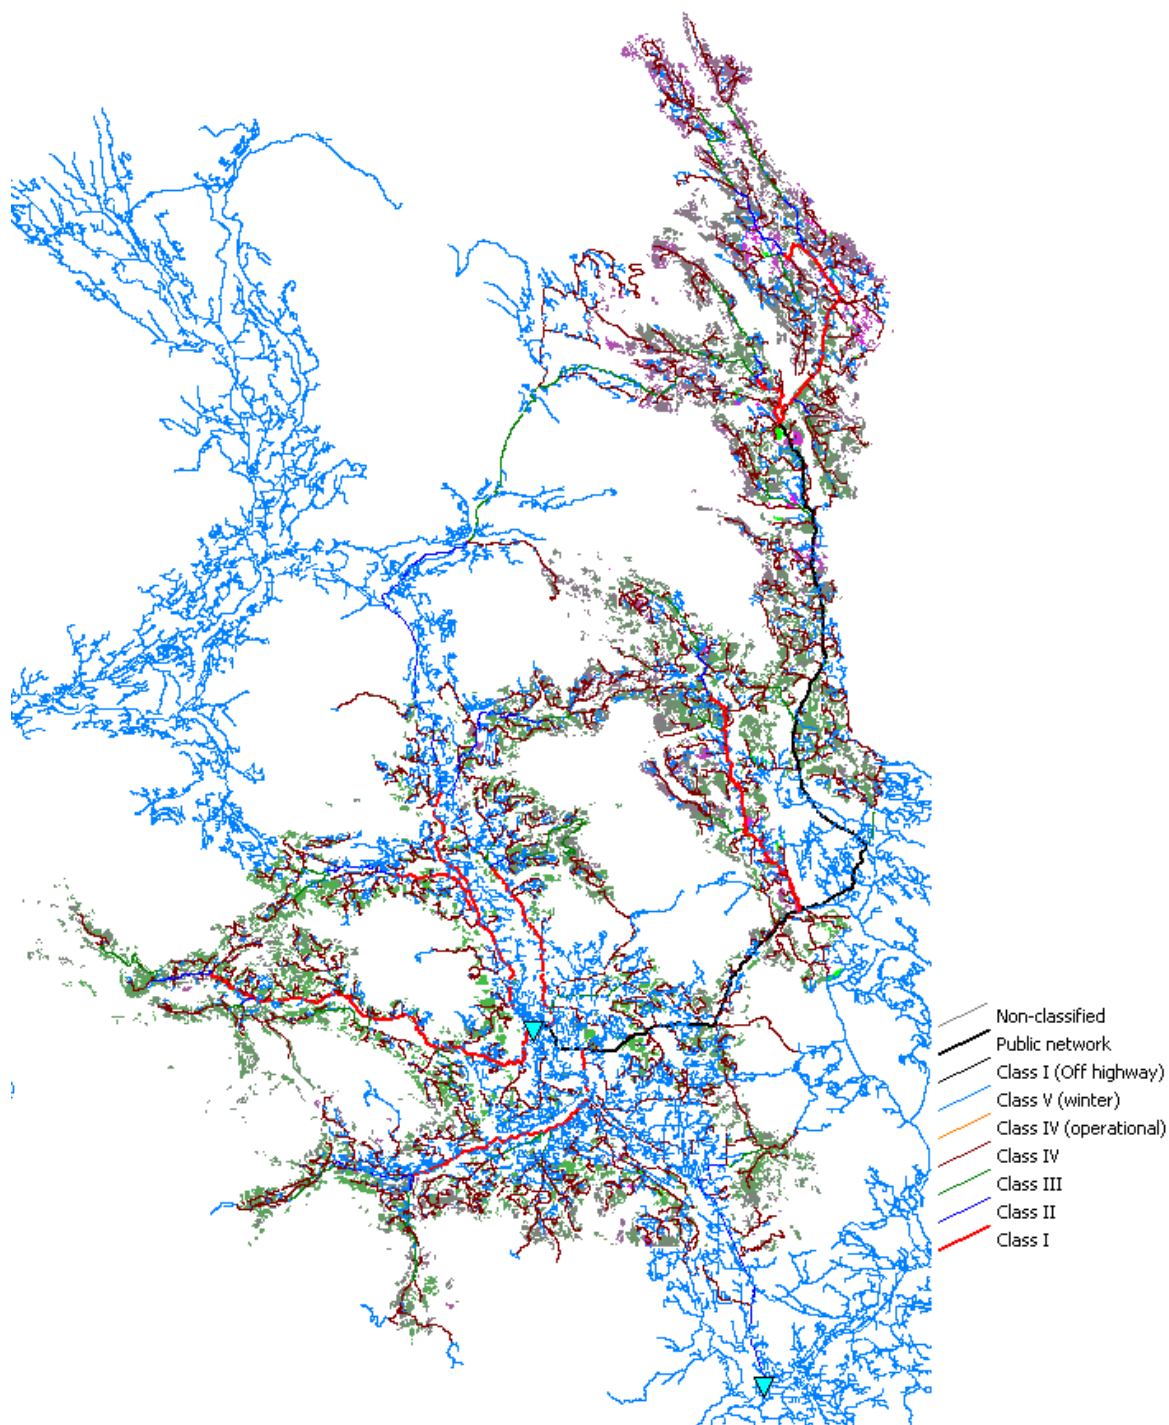 Non-classified
Public network
Class I (Off highway)
Class V (winter)
Class IV (operational)
Class IV
Class III
Class II
Class I